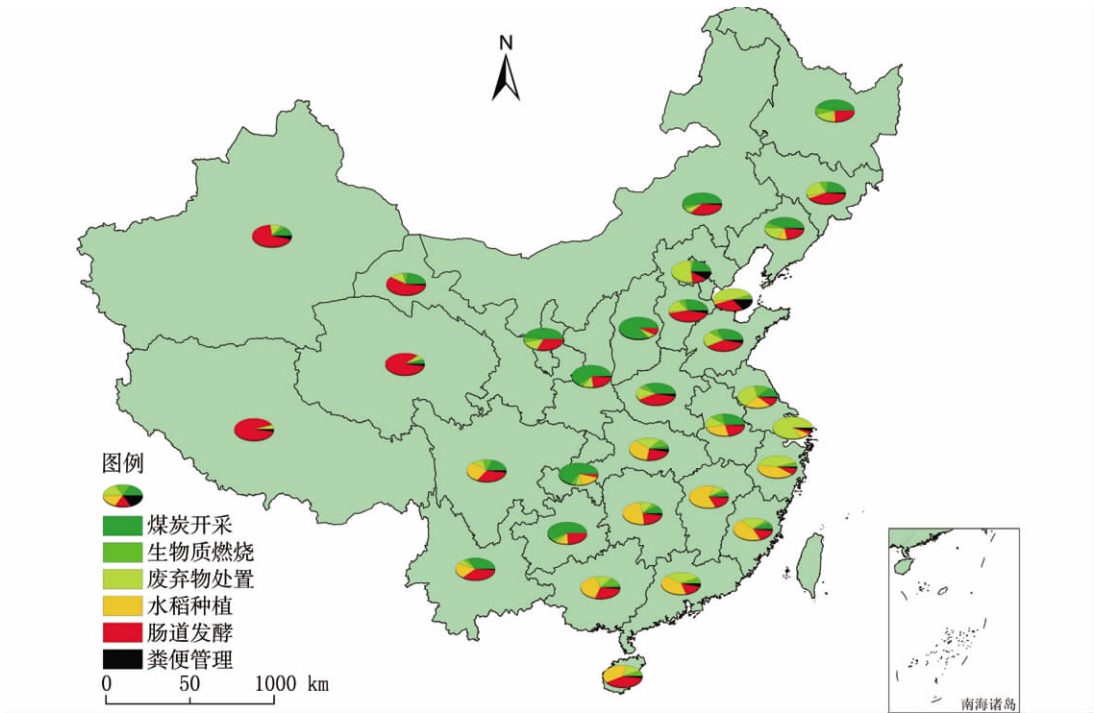 N
图例
煤炭开采
生物质燃烧
废弃物处置
水稻种植
肠道发酵
粪便管理
0 50 1000 km
南海诸岛